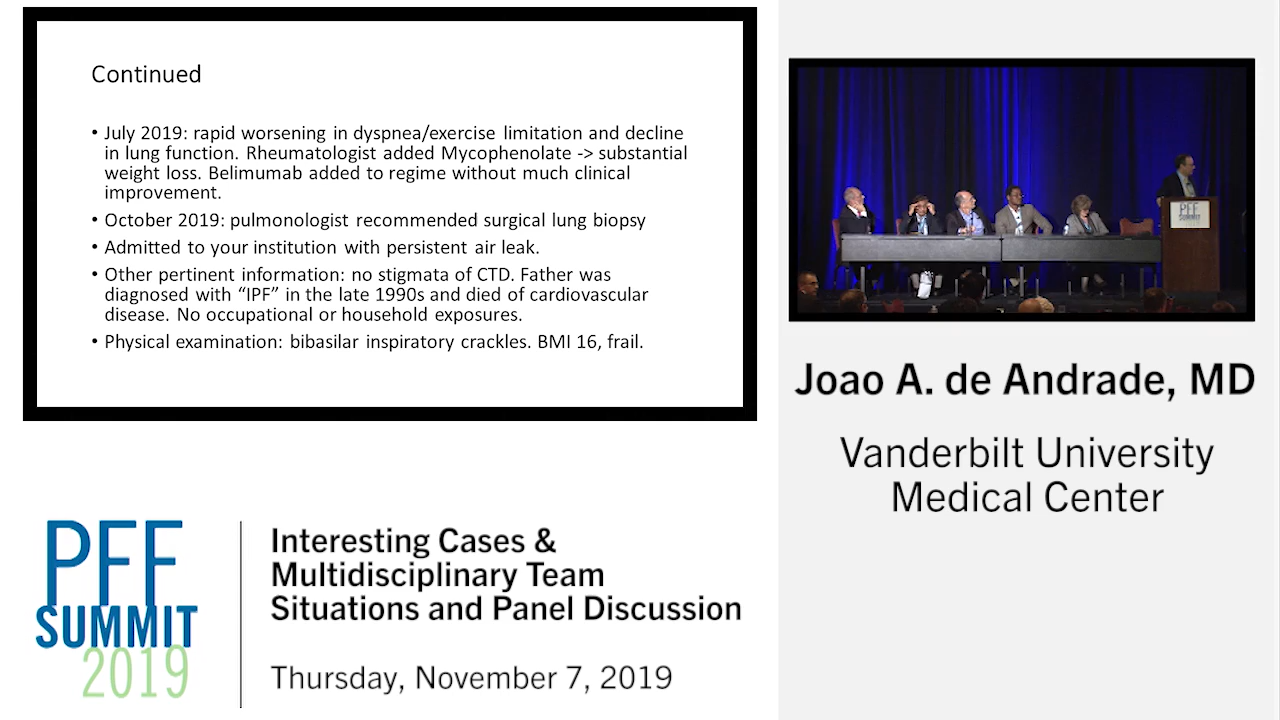 Continued
• July 2019: rapid worsening in dyspnea/exercise limitation and decline
in lung function. Rheumatologist added Mycophenolate -> substantial
weight loss. Belimumab added to regime without much clinical
improvement.
• October 2019: pulmonologist recommended surgical lung biopsy
• Admitted to your institution with persistent air leak.
• Other pertinent information: no stigmata of CTD. Father was
diagnosed with “IPF” in the late 1990s and died of cardiovascular
disease. No occupational or household exposures.
• Physical examination: bibasilar inspiratory crackles. BMI 16, frail.
PFF
SUMMIT
Joao A. de Andrade, MD
Vanderbilt University
Medical Center
PFF
SUMMIT
2019
Interesting Cases &
Multidisciplinary Team
Situations and Panel Discussion
Thursday, November 7, 2019